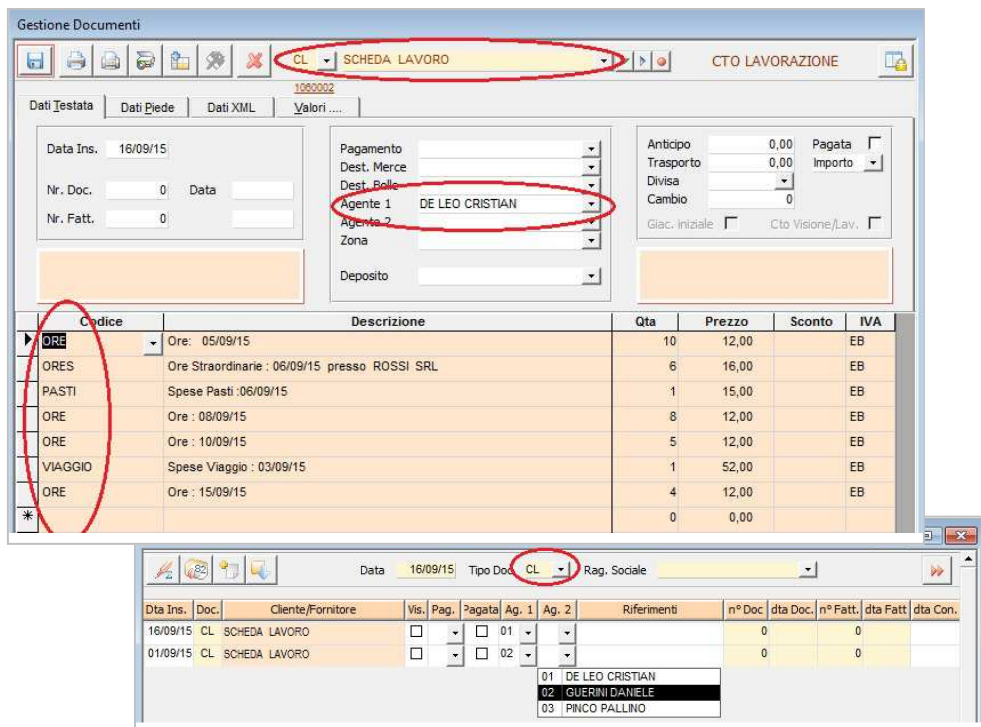 Gestione Documenti
CL SCHEDA LAVORO CTO LAVORAZIONE
1060002
Dati Testata Dati Piede Dati XML Valori ....
Data Ins. 16/09/15 Pagamento Anticipo 0,00 Pagata
Dest. Merce Trasporto 0,00 Importo
Nr. Doc. 0 Data Dest. Bolle Divisa
Agente 1 DE LEO CRISTIAN Cambio 0
Nr. Fatt. 0 Agente 2 Giac. iniziale Cto Visione/Lav.
Zona
Deposito
Codice Descrizione Qta Prezzo Sconto IVA
ORE Ore: 05/09/15 10 12,00 EB
ORES Ore Straordinarie : 06/09/15 presso ROSSI SRL 6 16,00 EB
PASTI Spese Pasti :06/09/15 1 15,00 EB
ORE Ore : 08/09/15 8 12,00 EB
ORE Ore : 10/09/15 5 12,00 EB
VIAGGIO Spese Viaggio : 03/09/15 1 52,00 EB
ORE Ore : 15/09/15 4 12,00 EB
* 0 0,00
Data 16/09/15 Tipo Doc CL Rag. Sociale
Dta Ins. Doc. Cliente/Fornitore Vis. Pag. Pagata Ag. 1 Ag. 2 Riferimenti n° Doc dta Doc. n° Fatt. dta Fatt dta Con.
16/09/15 CL SCHEDA LAVORO 01 0 0
01/09/15 CL SCHEDA LAVORO 02 0 0
01 DE LEO CRISTIAN
02 GUERINI DANIELE
03 PINCO PALLINO